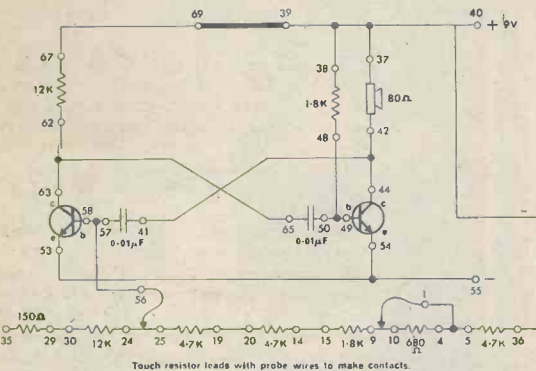 69 39 40
+ 9V
67 38 37
12K 1·8K 80Ω
62 48 42
63 44
c c
58 b 57 41 65 50 49 b
0·01μF 0·01μF
e e
53 54
56 1 55 −
150Ω
35 29 30 12K 24 25 4·7K 19 20 4·7K 14 15 1·8K 9 10 680 Ω 4 5 4·7K 36
Touch resistor leads with probe wires to make contacts.